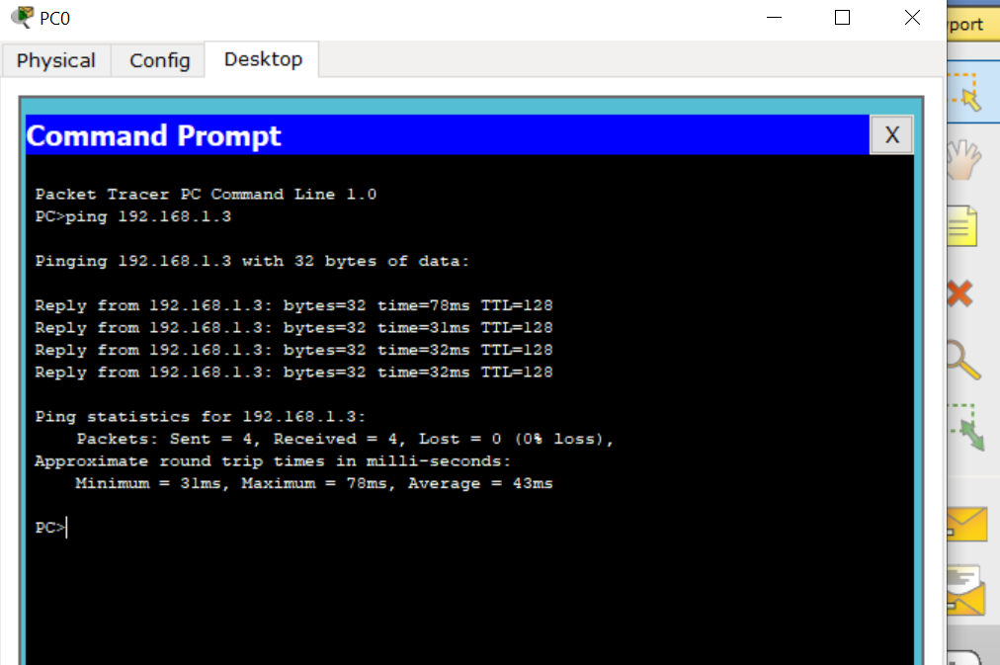 PC0
port
Physical Config Desktop
Command Prompt X
Packet Tracer PC Command Line 1.0
PC>ping 192.168.1.3
Pinging 192.168.1.3 with 32 bytes of data:
Reply from 192.168.1.3: bytes=32 time=78ms TTL=128
Reply from 192.168.1.3: bytes=32 time=31ms TTL=128
Reply from 192.168.1.3: bytes=32 time=32ms TTL=128
Reply from 192.168.1.3: bytes=32 time=32ms TTL=128
Ping statistics for 192.168.1.3:
Packets: Sent = 4, Received = 4, Lost = 0 (0% loss),
Approximate round trip times in milli-seconds:
Minimum = 31ms, Maximum = 78ms, Average = 43ms
PC>